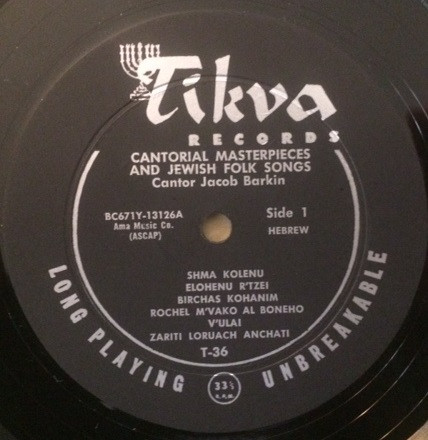 Tikva
RECORDS
CANTORIAL MASTERPIECES
AND JEWISH FOLK SONGS
Cantor Jacob Barkin
BC671Y-13126A
Ama Music Co.
(ASCAP)
Side 1
HEBREW
SHMA KOLENU
ELOHENU R'TZEI
BIRCHAS KOHANIM
ROCHEL M'VAKO AL BONEHO
V'ULAI
ZARITI LORUACH ANCHATI
T-36
LONG PLAYING
33⅓
R.P.M.
UNBREAKABLE